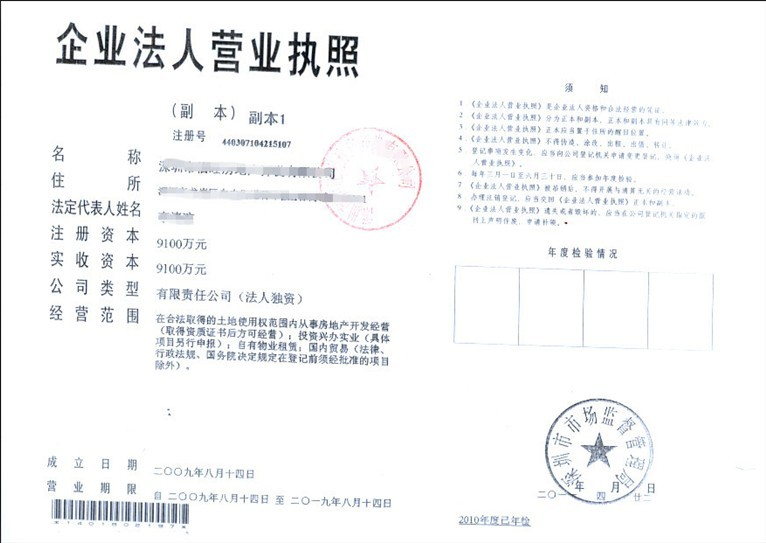 企业法人营业执照
（副 本）副本1
注册号 440307104215107
名 称
住 所
法定代表人姓名
注册资本 9100万元
实收资本 9100万元
公司类型 有限责任公司（法人独资）
经营范围 在合法取得的土地使用权范围内从事房地产开发经营
（取得资质证书后方可经营）；投资兴办实业（具体
项目另行申报）；自有物业租赁；国内贸易（法律、
行政法规、国务院决定规定在登记前须经批准的项目
除外）。
成立日期 二〇〇九年八月十四日
营业期限 自 二〇〇九年八月十四日 至 二〇一九年八月十四日
须 知
1 《企业法人营业执照》是企业法人资格和合法经营的凭证。
2 《企业法人营业执照》分为正本和副本，正本和副本具有同等法律效力。
3 《企业法人营业执照》正本应当置于住所的醒目位置。
4 《企业法人营业执照》不得伪造、涂改、出租、出借、转让。
5 登记事项发生变化，应当向公司登记机关申请变更登记，换领《企业法
人营业执照》。
6 每年三月一日至六月三十日，应当参加年度检验。
7 《企业法人营业执照》被吊销后，不得开展与清算无关的经营活动。
8 办理注销登记，应当交回《企业法人营业执照》正本和副本。
9 《企业法人营业执照》遗失或者毁坏的，应当在公司登记机关指定的报
刊上声明作废，申请补领。
年度检验情况
深圳市市场监督管理局
二〇一一年 四 月 廿二 日
2010年度已年检